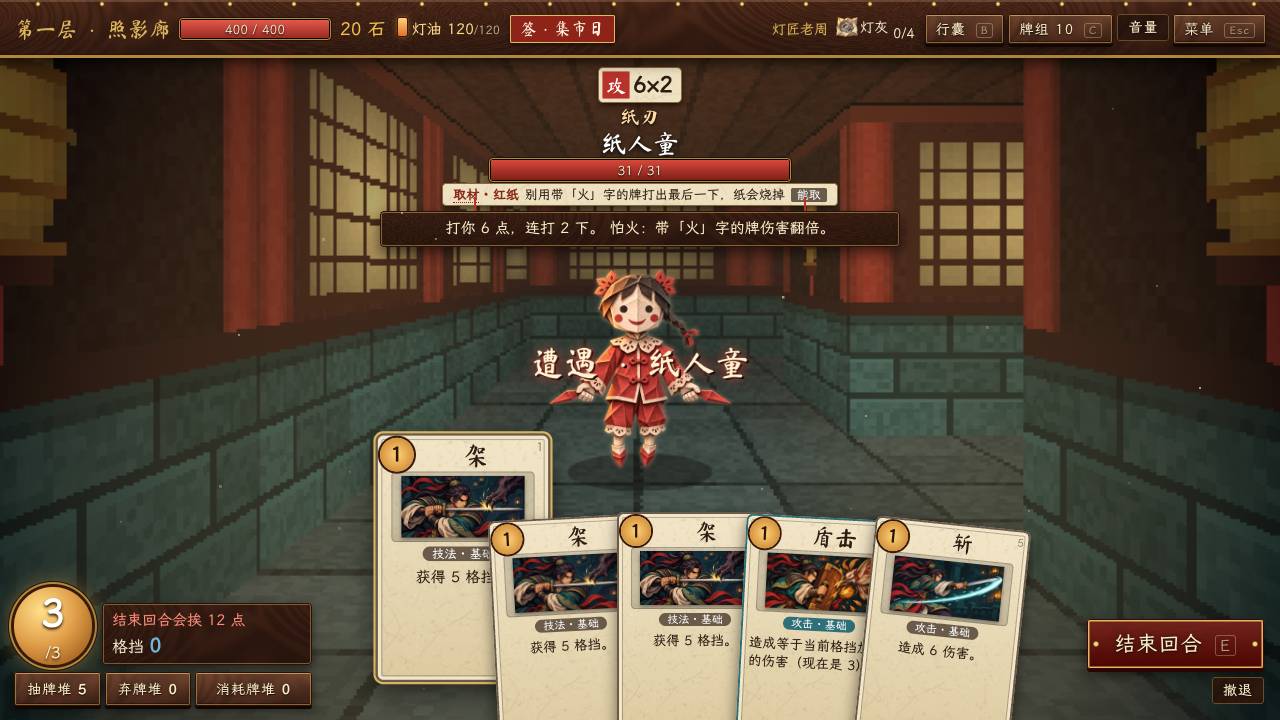 第一层 · 照影廊
400 / 400
20 石
灯油 120/120
签 · 集市日
灯匠老周
灯灰 0/4
行囊 B
牌组 10 C
音量
菜单 Esc
攻 6×2
纸刃
纸人童
31 / 31
取材 · 红纸 别用带「火」字的牌打出最后一下，纸会烧掉 能取
打你 6 点，连打 2 下。 怕火：带「火」字的牌伤害翻倍。
遭遇 纸人童
1 架 1
技法 · 基础
获得 5 格挡
1 架
技法 · 基础
获得 5 格挡。
1 架
技法 · 基础
获得 5 格挡。
1 盾击
攻击 · 基础
造成等于当前格挡
的伤害（现在是 3）
1 斩 5
攻击 · 基础
造成 6 伤害。
3
/3
结束回合会挨 12 点
格挡 0
抽牌堆 5
弃牌堆 0
消耗牌堆 0
结束回合 E
撤退